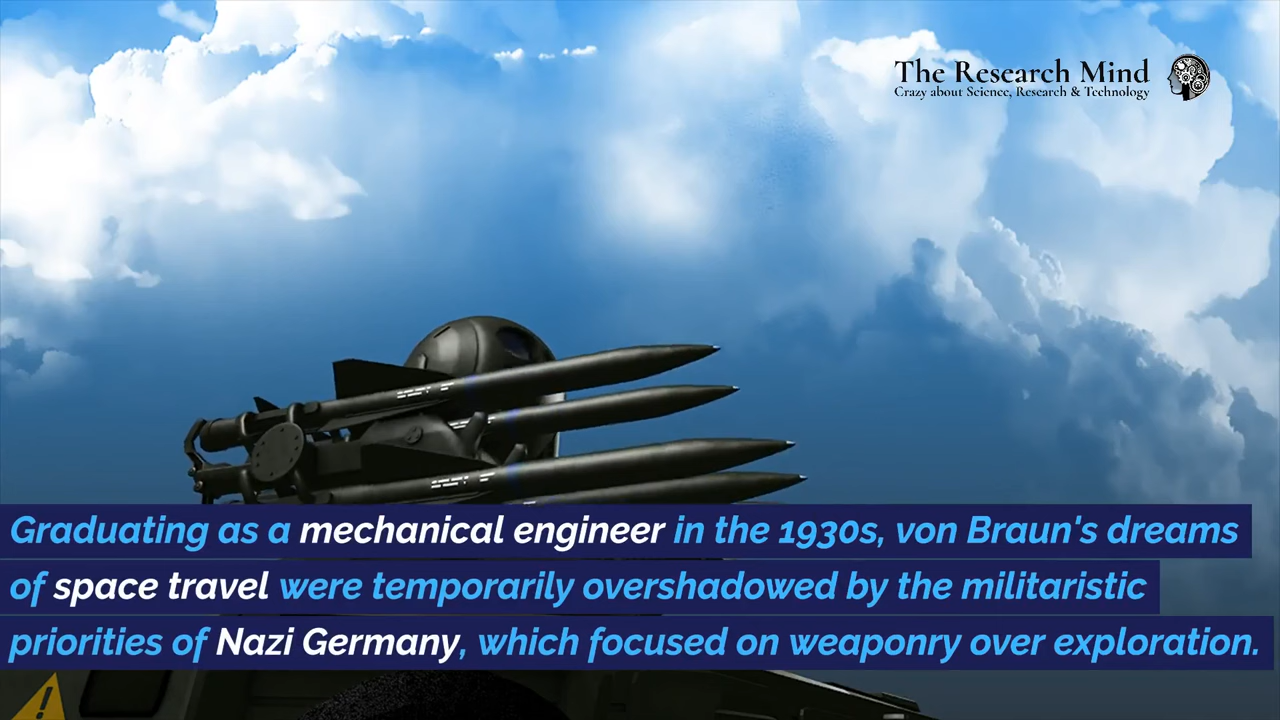 The Research Mind
Crazy about Science, Research & Technology
Graduating as a mechanical engineer in the 1930s, von Braun's dreams
of space travel were temporarily overshadowed by the militaristic
priorities of Nazi Germany, which focused on weaponry over exploration.